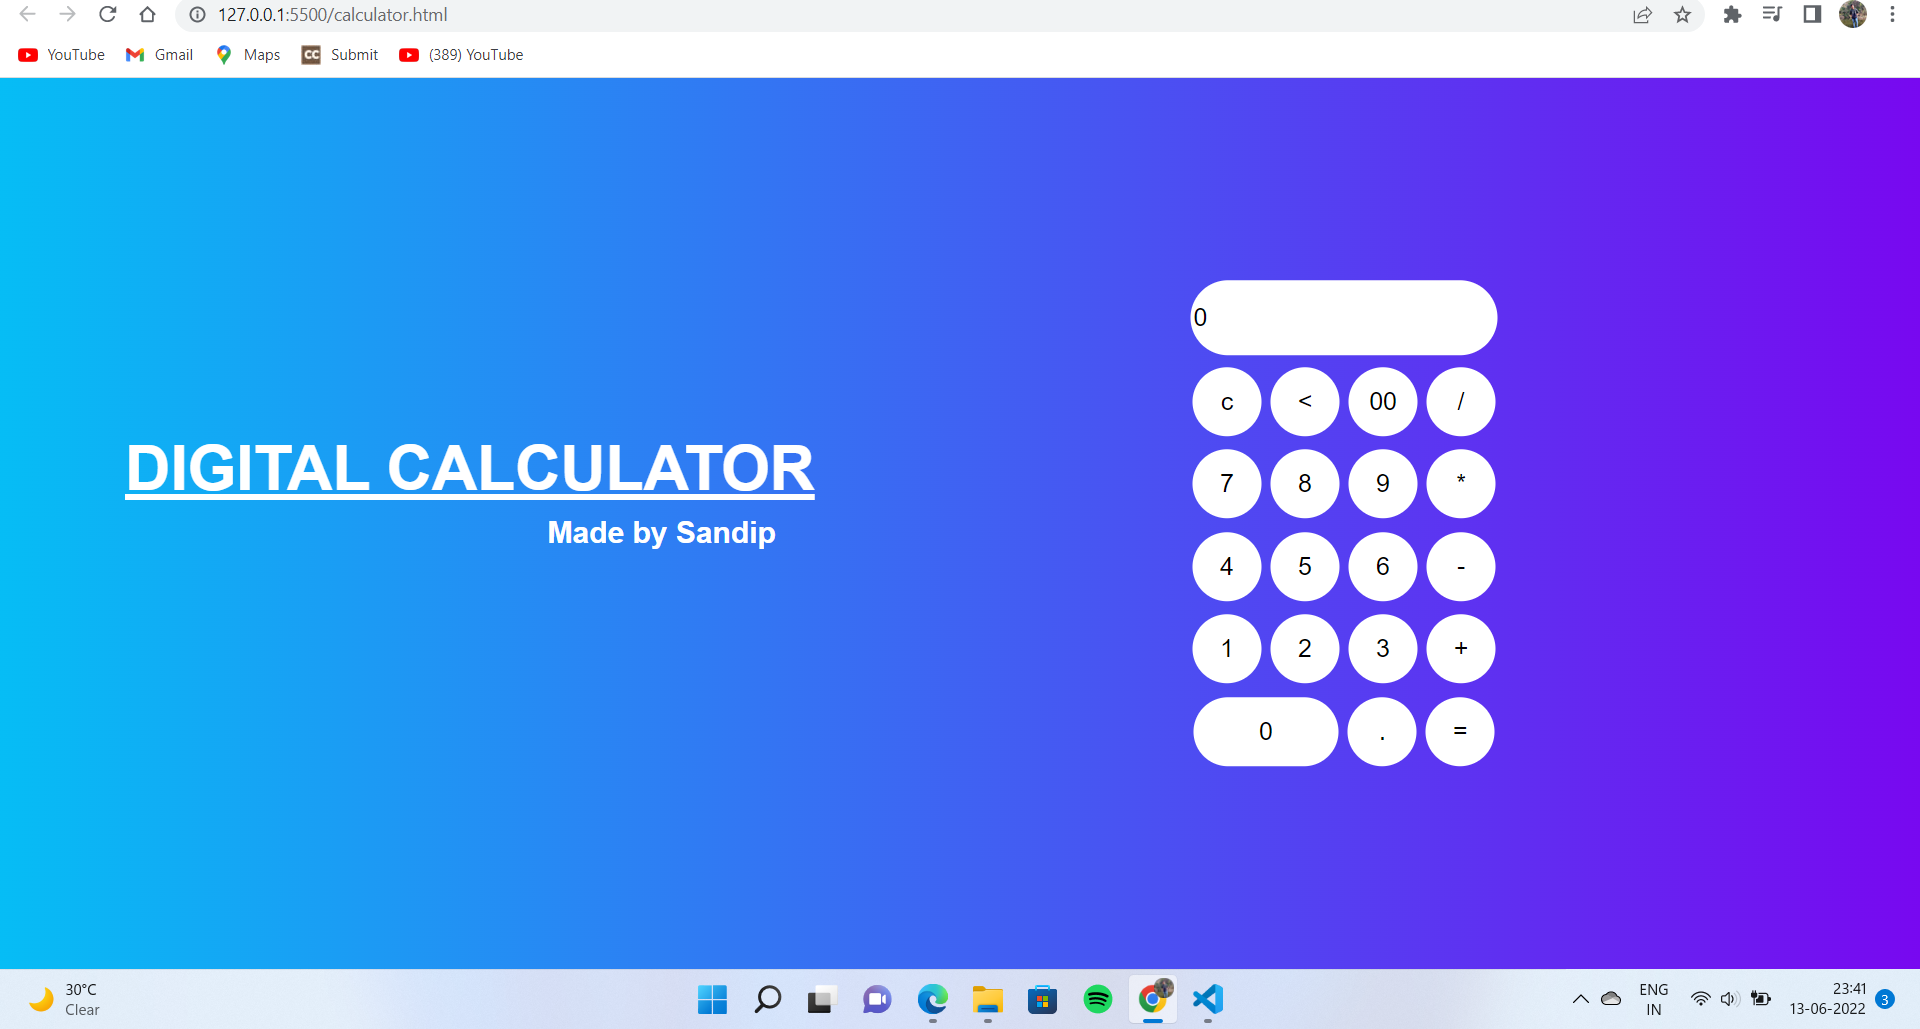 127.0.0.1:5500/calculator.html
YouTube Gmail Maps CC Submit (389) YouTube
0
c < 00 /
7 8 9 *
DIGITAL CALCULATOR
Made by Sandip
4 5 6 -
1 2 3 +
0 . =
30°C
Clear
ENG
IN
23:41
13-06-2022
3